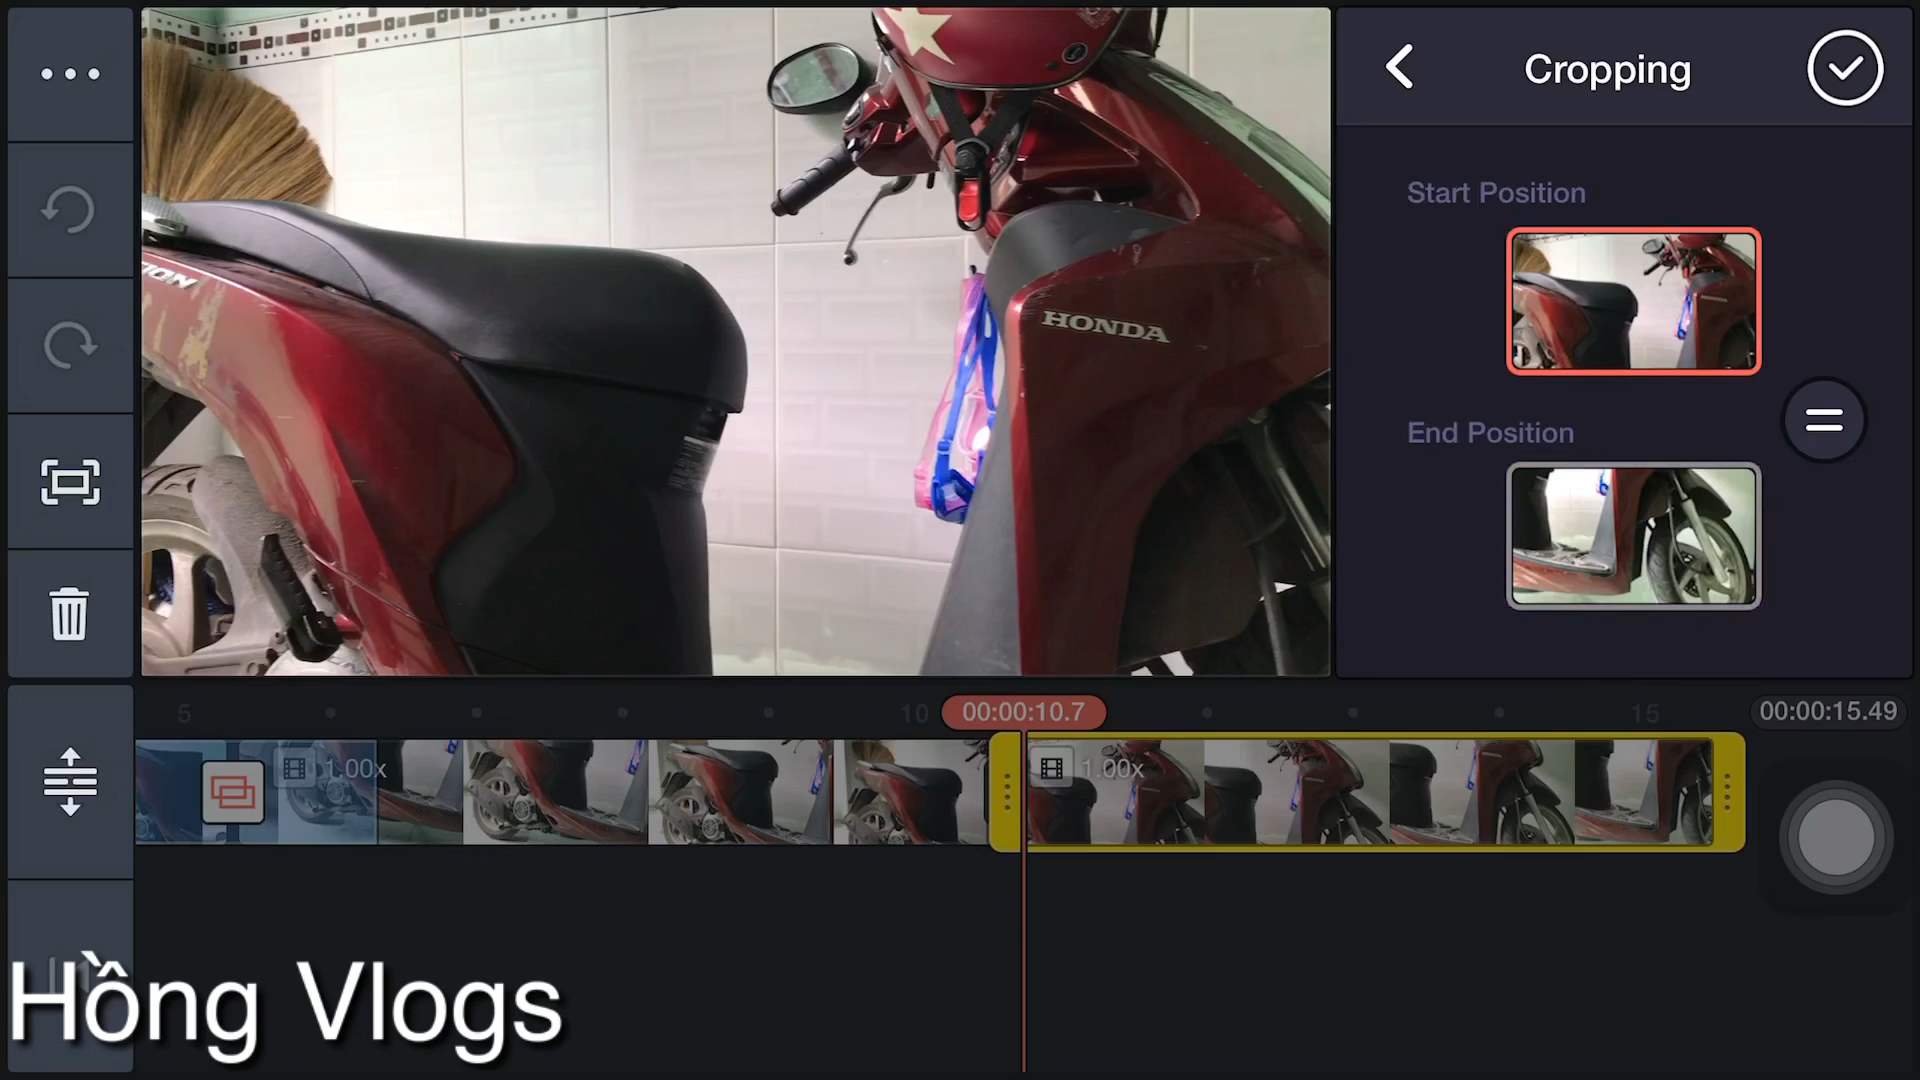 Cropping
Start Position
HONDA
ION
End Position
5
10
00:00:10.7
15
00:00:15.49
1.00x
1.00x
Hồng Vlogs